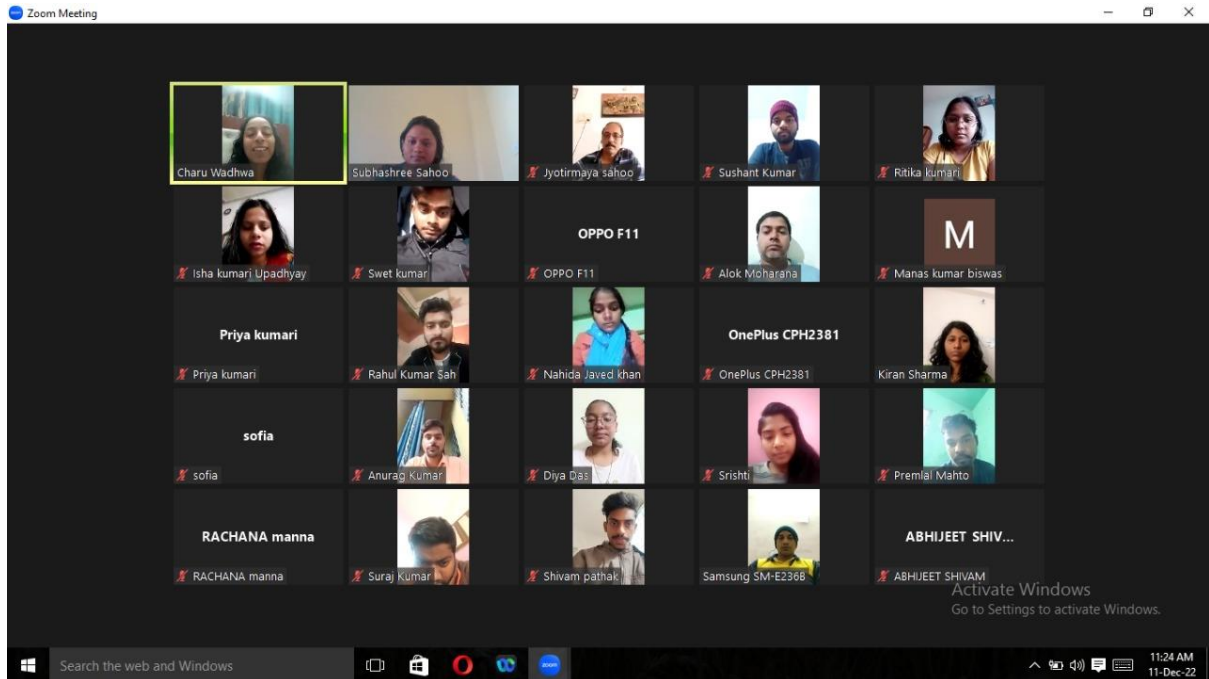 Zoom Meeting
Charu Wadhwa
Subhashree Sahoo
Jyotirmaya sahoo
Sushant Kumar
Ritika kumari
Isha kumari Upadhyay
Swet kumar
OPPO F11
OPPO F11
Alok Moharana
M
Manas kumar biswas
Priya kumari
Priya kumari
Rahul Kumar Sah
Nahida Javed khan
OnePlus CPH2381
OnePlus CPH2381
Kiran Sharma
sofia
sofia
Anurag Kumar
Diya Das
Srishti
Premlal Mahto
RACHANA manna
RACHANA manna
Suraj Kumar
Shivam pathak
Samsung SM-E236B
ABHIJEET SHIV...
ABHIJEET SHIVAM
Activate Windows
Go to Settings to activate Windows.
Search the web and Windows
zoom
11:24 AM
11-Dec-22